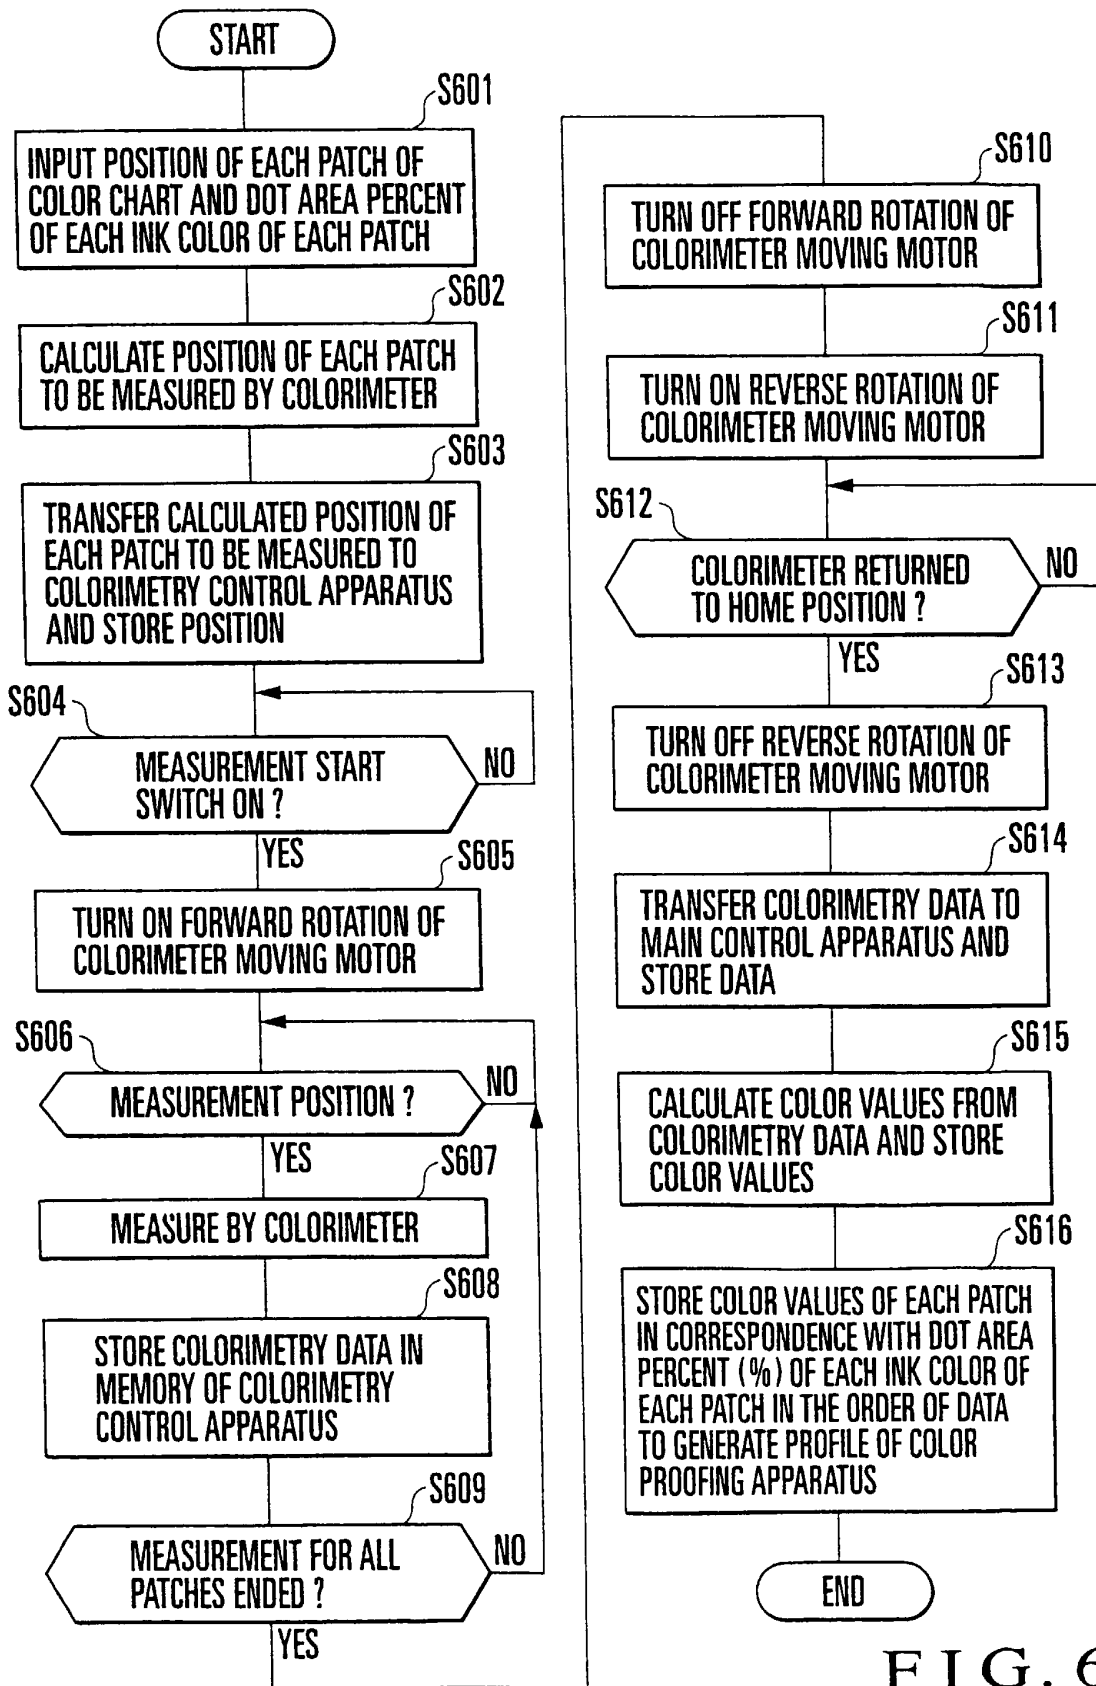 START
S601
INPUT POSITION OF EACH PATCH OF
COLOR CHART AND DOT AREA PERCENT
OF EACH INK COLOR OF EACH PATCH
S602
CALCULATE POSITION OF EACH PATCH
TO BE MEASURED BY COLORIMETER
S603
TRANSFER CALCULATED POSITION OF
EACH PATCH TO BE MEASURED TO
COLORIMETRY CONTROL APPARATUS
AND STORE POSITION
S604
MEASUREMENT START
SWITCH ON ?
NO
YES
S605
TURN ON FORWARD ROTATION OF
COLORIMETER MOVING MOTOR
S606
MEASUREMENT POSITION ?
NO
YES
S607
MEASURE BY COLORIMETER
S608
STORE COLORIMETRY DATA IN
MEMORY OF COLORIMETRY
CONTROL APPARATUS
S609
MEASUREMENT FOR ALL
PATCHES ENDED ?
NO
YES
S610
TURN OFF FORWARD ROTATION OF
COLORIMETER MOVING MOTOR
S611
TURN ON REVERSE ROTATION OF
COLORIMETER MOVING MOTOR
S612
COLORIMETER RETURNED
TO HOME POSITION ?
NO
YES
S613
TURN OFF REVERSE ROTATION OF
COLORIMETER MOVING MOTOR
S614
TRANSFER COLORIMETRY DATA TO
MAIN CONTROL APPARATUS AND
STORE DATA
S615
CALCULATE COLOR VALUES FROM
COLORIMETRY DATA AND STORE
COLOR VALUES
S616
STORE COLOR VALUES OF EACH PATCH
IN CORRESPONDENCE WITH DOT AREA
PERCENT (%) OF EACH INK COLOR OF
EACH PATCH IN THE ORDER OF DATA
TO GENERATE PROFILE OF COLOR
PROOFING APPARATUS
END
FIG. 6